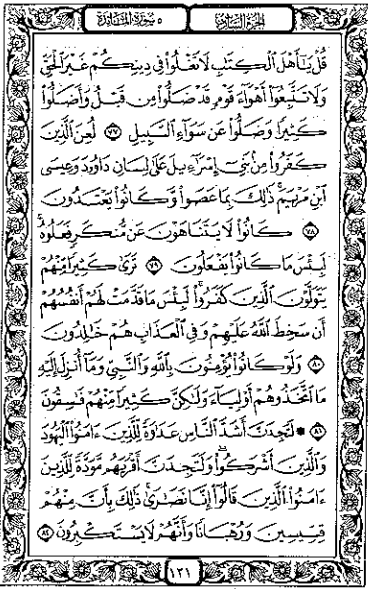 الجزء السادس
٥ سورة المائدة
قُلْ يَٰٓأَهْلَ ٱلْكِتَٰبِ لَا تَغْلُوا۟ فِى دِينِكُمْ غَيْرَ ٱلْحَقِّ
وَلَا تَتَّبِعُوٓا۟ أَهْوَآءَ قَوْمٍ قَدْ ضَلُّوا۟ مِن قَبْلُ وَأَضَلُّوا۟
كَثِيرًا وَضَلُّوا۟ عَن سَوَآءِ ٱلسَّبِيلِ ٧٧ لُعِنَ ٱلَّذِينَ
كَفَرُوا۟ مِنۢ بَنِىٓ إِسْرَٰٓءِيلَ عَلَىٰ لِسَانِ دَاوُۥدَ وَعِيسَى
ٱبْنِ مَرْيَمَ ذَٰلِكَ بِمَا عَصَوا۟ وَّكَانُوا۟ يَعْتَدُونَ
٧٨ كَانُوا۟ لَا يَتَنَاهَوْنَ عَن مُّنكَرٍ فَعَلُوهُ
لَبِئْسَ مَا كَانُوا۟ يَفْعَلُونَ ٧٩ تَرَىٰ كَثِيرًا مِّنْهُمْ
يَتَوَلَّوْنَ ٱلَّذِينَ كَفَرُوا۟ لَبِئْسَ مَا قَدَّمَتْ لَهُمْ أَنفُسُهُمْ
أَن سَخِطَ ٱللَّهُ عَلَيْهِمْ وَفِى ٱلْعَذَابِ هُمْ خَٰلِدُونَ
٨٠ وَلَوْ كَانُوا۟ يُؤْمِنُونَ بِٱللَّهِ وَٱلنَّبِىِّ وَمَآ أُنزِلَ إِلَيْهِ
مَا ٱتَّخَذُوهُمْ أَوْلِيَآءَ وَلَٰكِنَّ كَثِيرًا مِّنْهُمْ فَٰسِقُونَ
٨١ * لَتَجِدَنَّ أَشَدَّ ٱلنَّاسِ عَدَٰوَةً لِّلَّذِينَ ءَامَنُوا۟ ٱلْيَهُودَ
وَٱلَّذِينَ أَشْرَكُوا۟ وَلَتَجِدَنَّ أَقْرَبَهُم مَّوَدَّةً لِّلَّذِينَ
ءَامَنُوا۟ ٱلَّذِينَ قَالُوٓا۟ إِنَّا نَصَٰرَىٰ ذَٰلِكَ بِأَنَّ مِنْهُمْ
قِسِّيسِينَ وَرُهْبَانًا وَأَنَّهُمْ لَا يَسْتَكْبِرُونَ ٨٢
١٢١